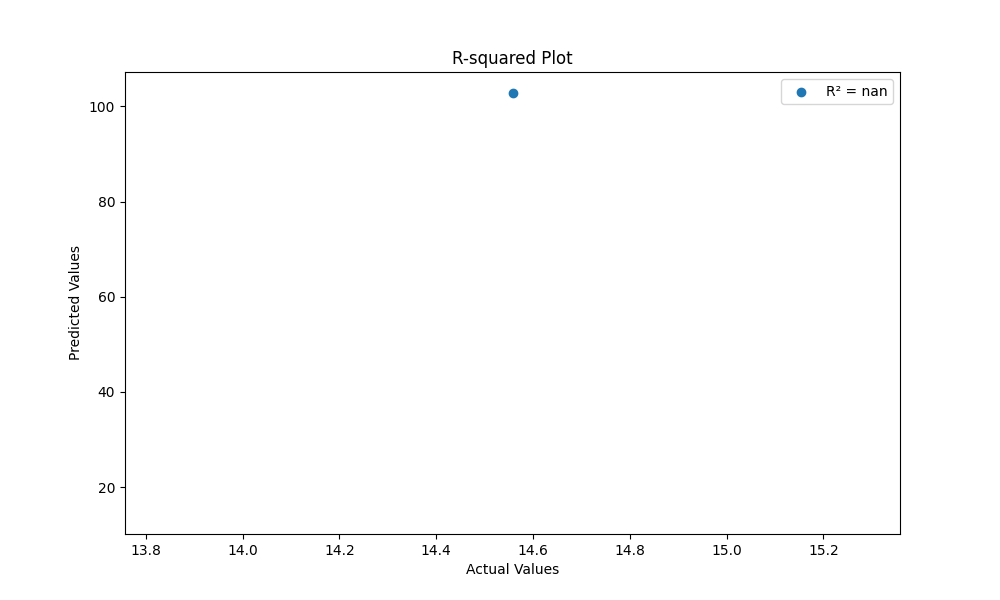 R-squared Plot
R² = nan
100
80
60
40
20
Predicted Values
13.8 14.0 14.2 14.4 14.6 14.8 15.0 15.2
Actual Values